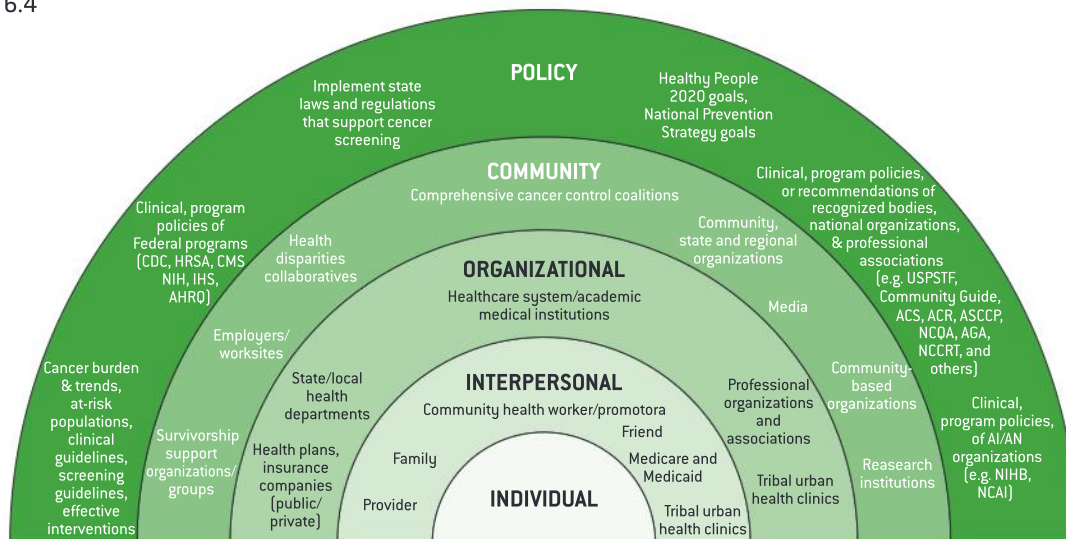 6.4
POLICY
Implement state
laws and regulations
that support cencer
screening
Healthy People
2020 goals,
National Prevention
Strategy goals
Clinical, program
policies of
Federal programs
(CDC, HRSA, CMS
NIH, IHS,
AHRQ)
Clinical, program policies,
or recommendations of
recognized bodies,
national organizations,
& professional
associations
(e.g. USPSTF,
Community Guide,
ACS, ACR, ASCCP,
NCQA, AGA,
NCCRT, and
others)
Cancer burden
& trends,
at-risk
populations,
clinical
guidelines,
screening
guidelines,
effective
interventions
Clinical,
program policies,
of AI/AN
organizations
(e.g. NIHB,
NCAI)
COMMUNITY
Comprehensive cancer control coalitions
Health
disparities
collaboratives
Community,
state and regional
organizations
Employers/
worksites
Media
Survivorship
support
organizations/
groups
Community-
based
organizations
Reasearch
institutions
ORGANIZATIONAL
Healthcare system/academic
medical institutions
State/local
health
departments
Professional
organizations
and
associations
Health plans,
insurance
companies
(public/
private)
Tribal urban
health clinics
INTERPERSONAL
Community health worker/promotora
Friend
Family
Medicare and
Medicaid
Provider
Tribal urban
health clinics
INDIVIDUAL